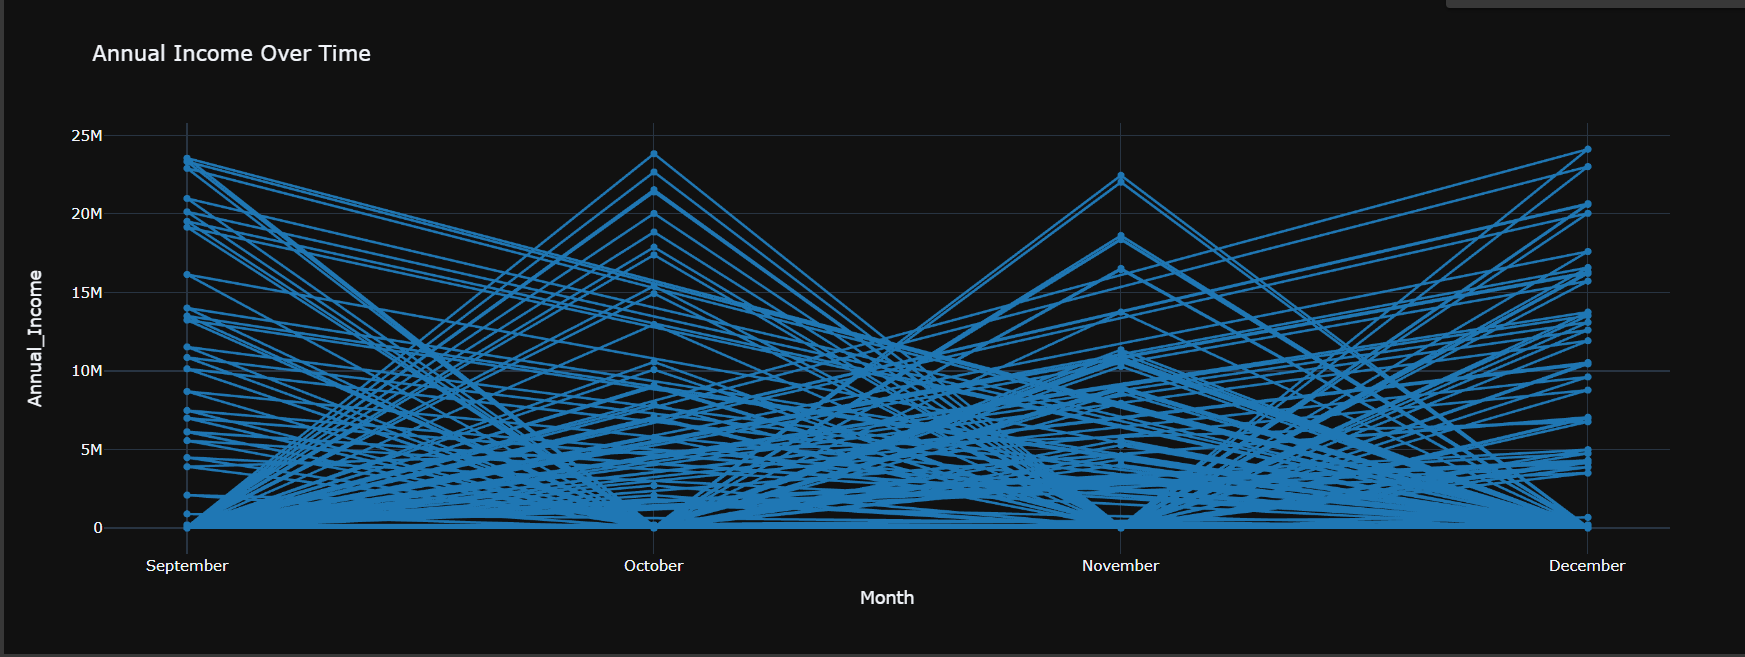 Annual Income Over Time
25M
20M
15M
10M
5M
0
Annual_Income
September October November December
Month